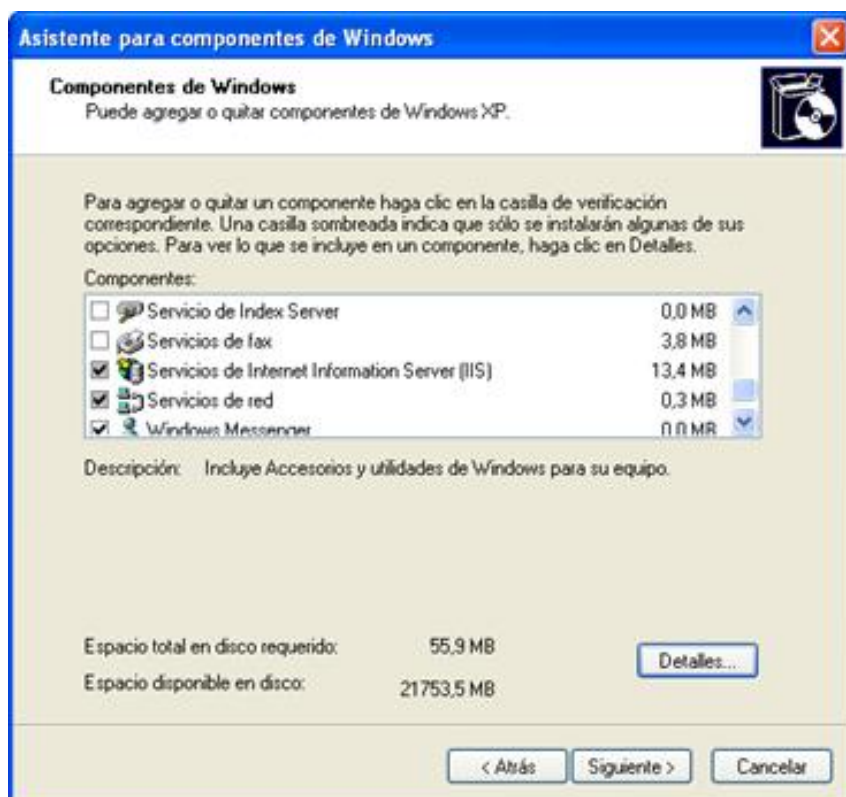 Asistente para componentes de Windows
Componentes de Windows
Puede agregar o quitar componentes de Windows XP.
Para agregar o quitar un componente haga clic en la casilla de verificación
correspondiente. Una casilla sombreada indica que sólo se instalarán algunas de sus
opciones. Para ver lo que se incluye en un componente, haga clic en Detalles.
Componentes:
Servicio de Index Server 0,0 MB
Servicios de fax 3,8 MB
Servicios de Internet Information Server (IIS) 13,4 MB
Servicios de red 0,3 MB
Windows Messenger 0,0 MB
Descripción: Incluye Accesorios y utilidades de Windows para su equipo.
Espacio total en disco requerido: 55,9 MB
Espacio disponible en disco: 21753,5 MB
Detalles...
< Atrás Siguiente > Cancelar